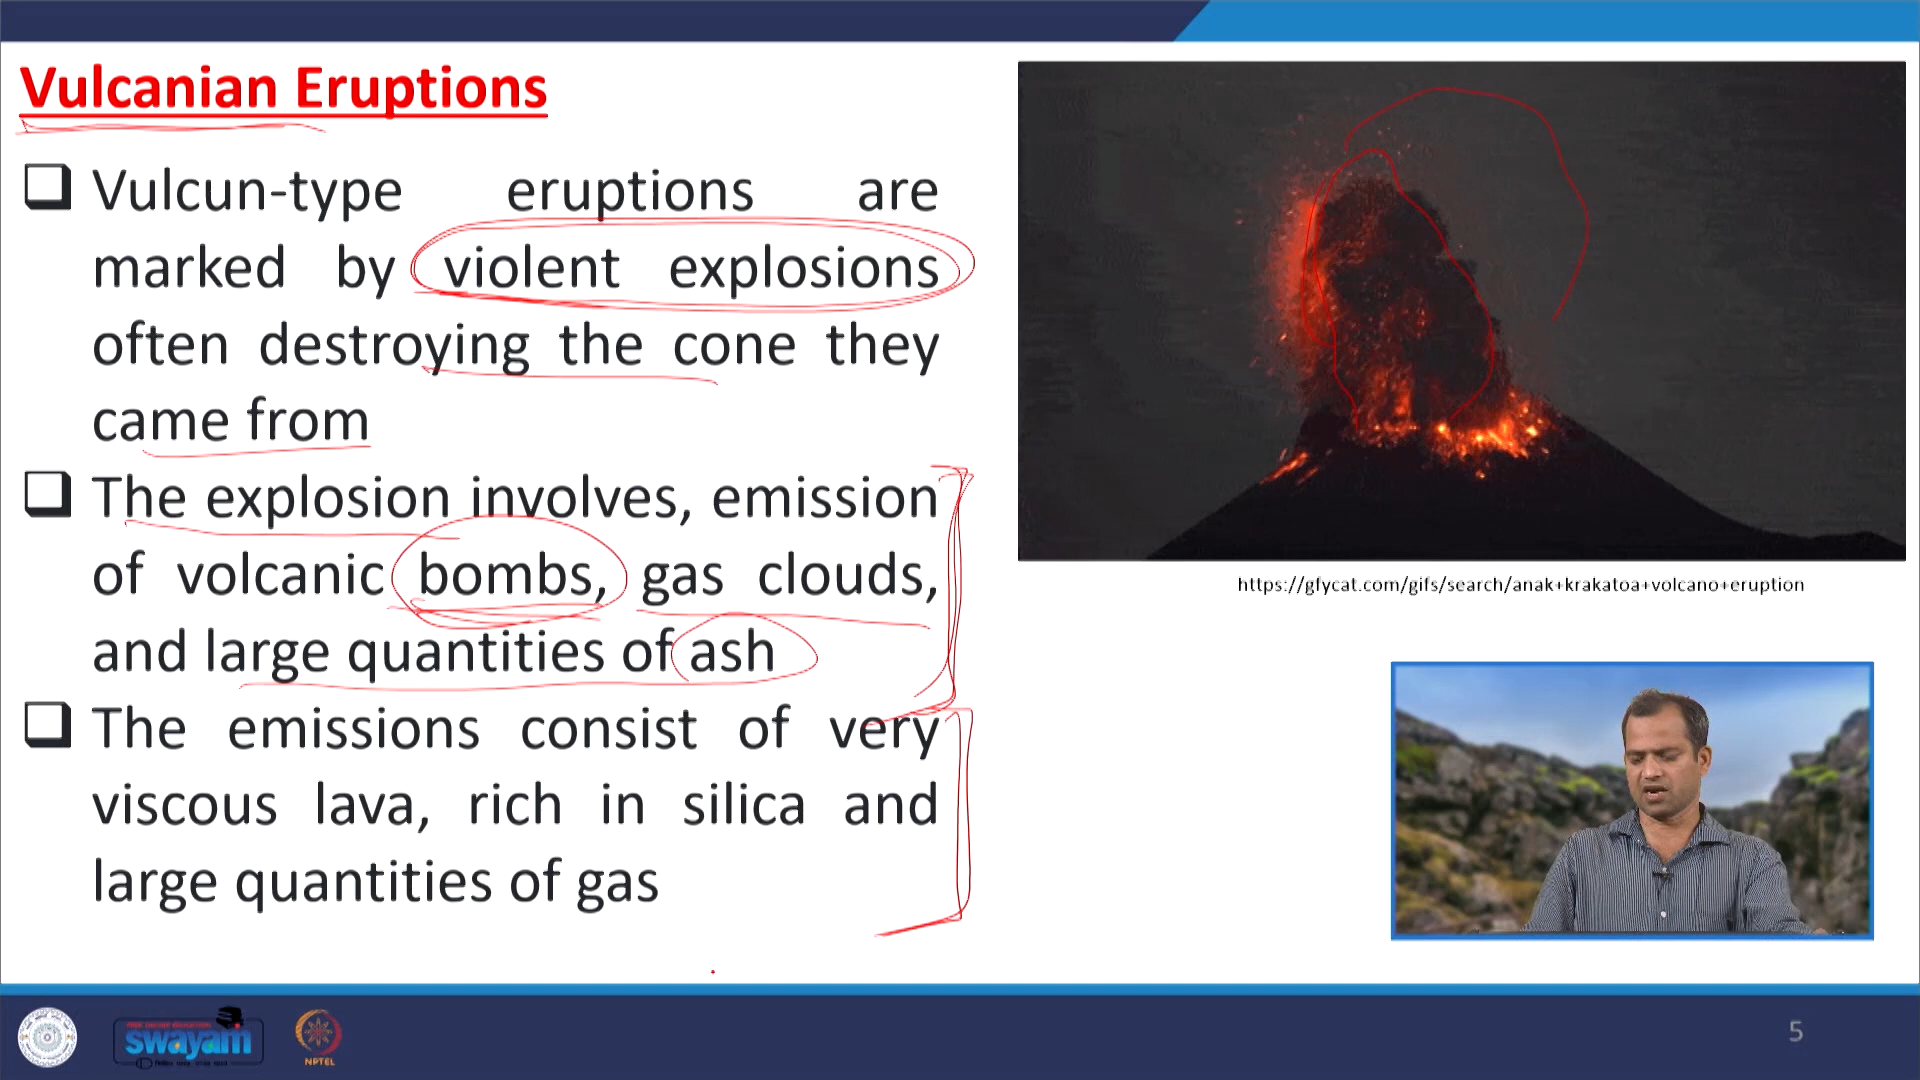 Vulcanian Eruptions
Vulcun-type eruptions are
marked by violent explosions
often destroying the cone they
came from
The explosion involves, emission
of volcanic bombs, gas clouds,
and large quantities of ash
The emissions consist of very
viscous lava, rich in silica and
large quantities of gas
https://gfycat.com/gifs/search/anak+krakatoa+volcano+eruption
swayam
NPTEL
5